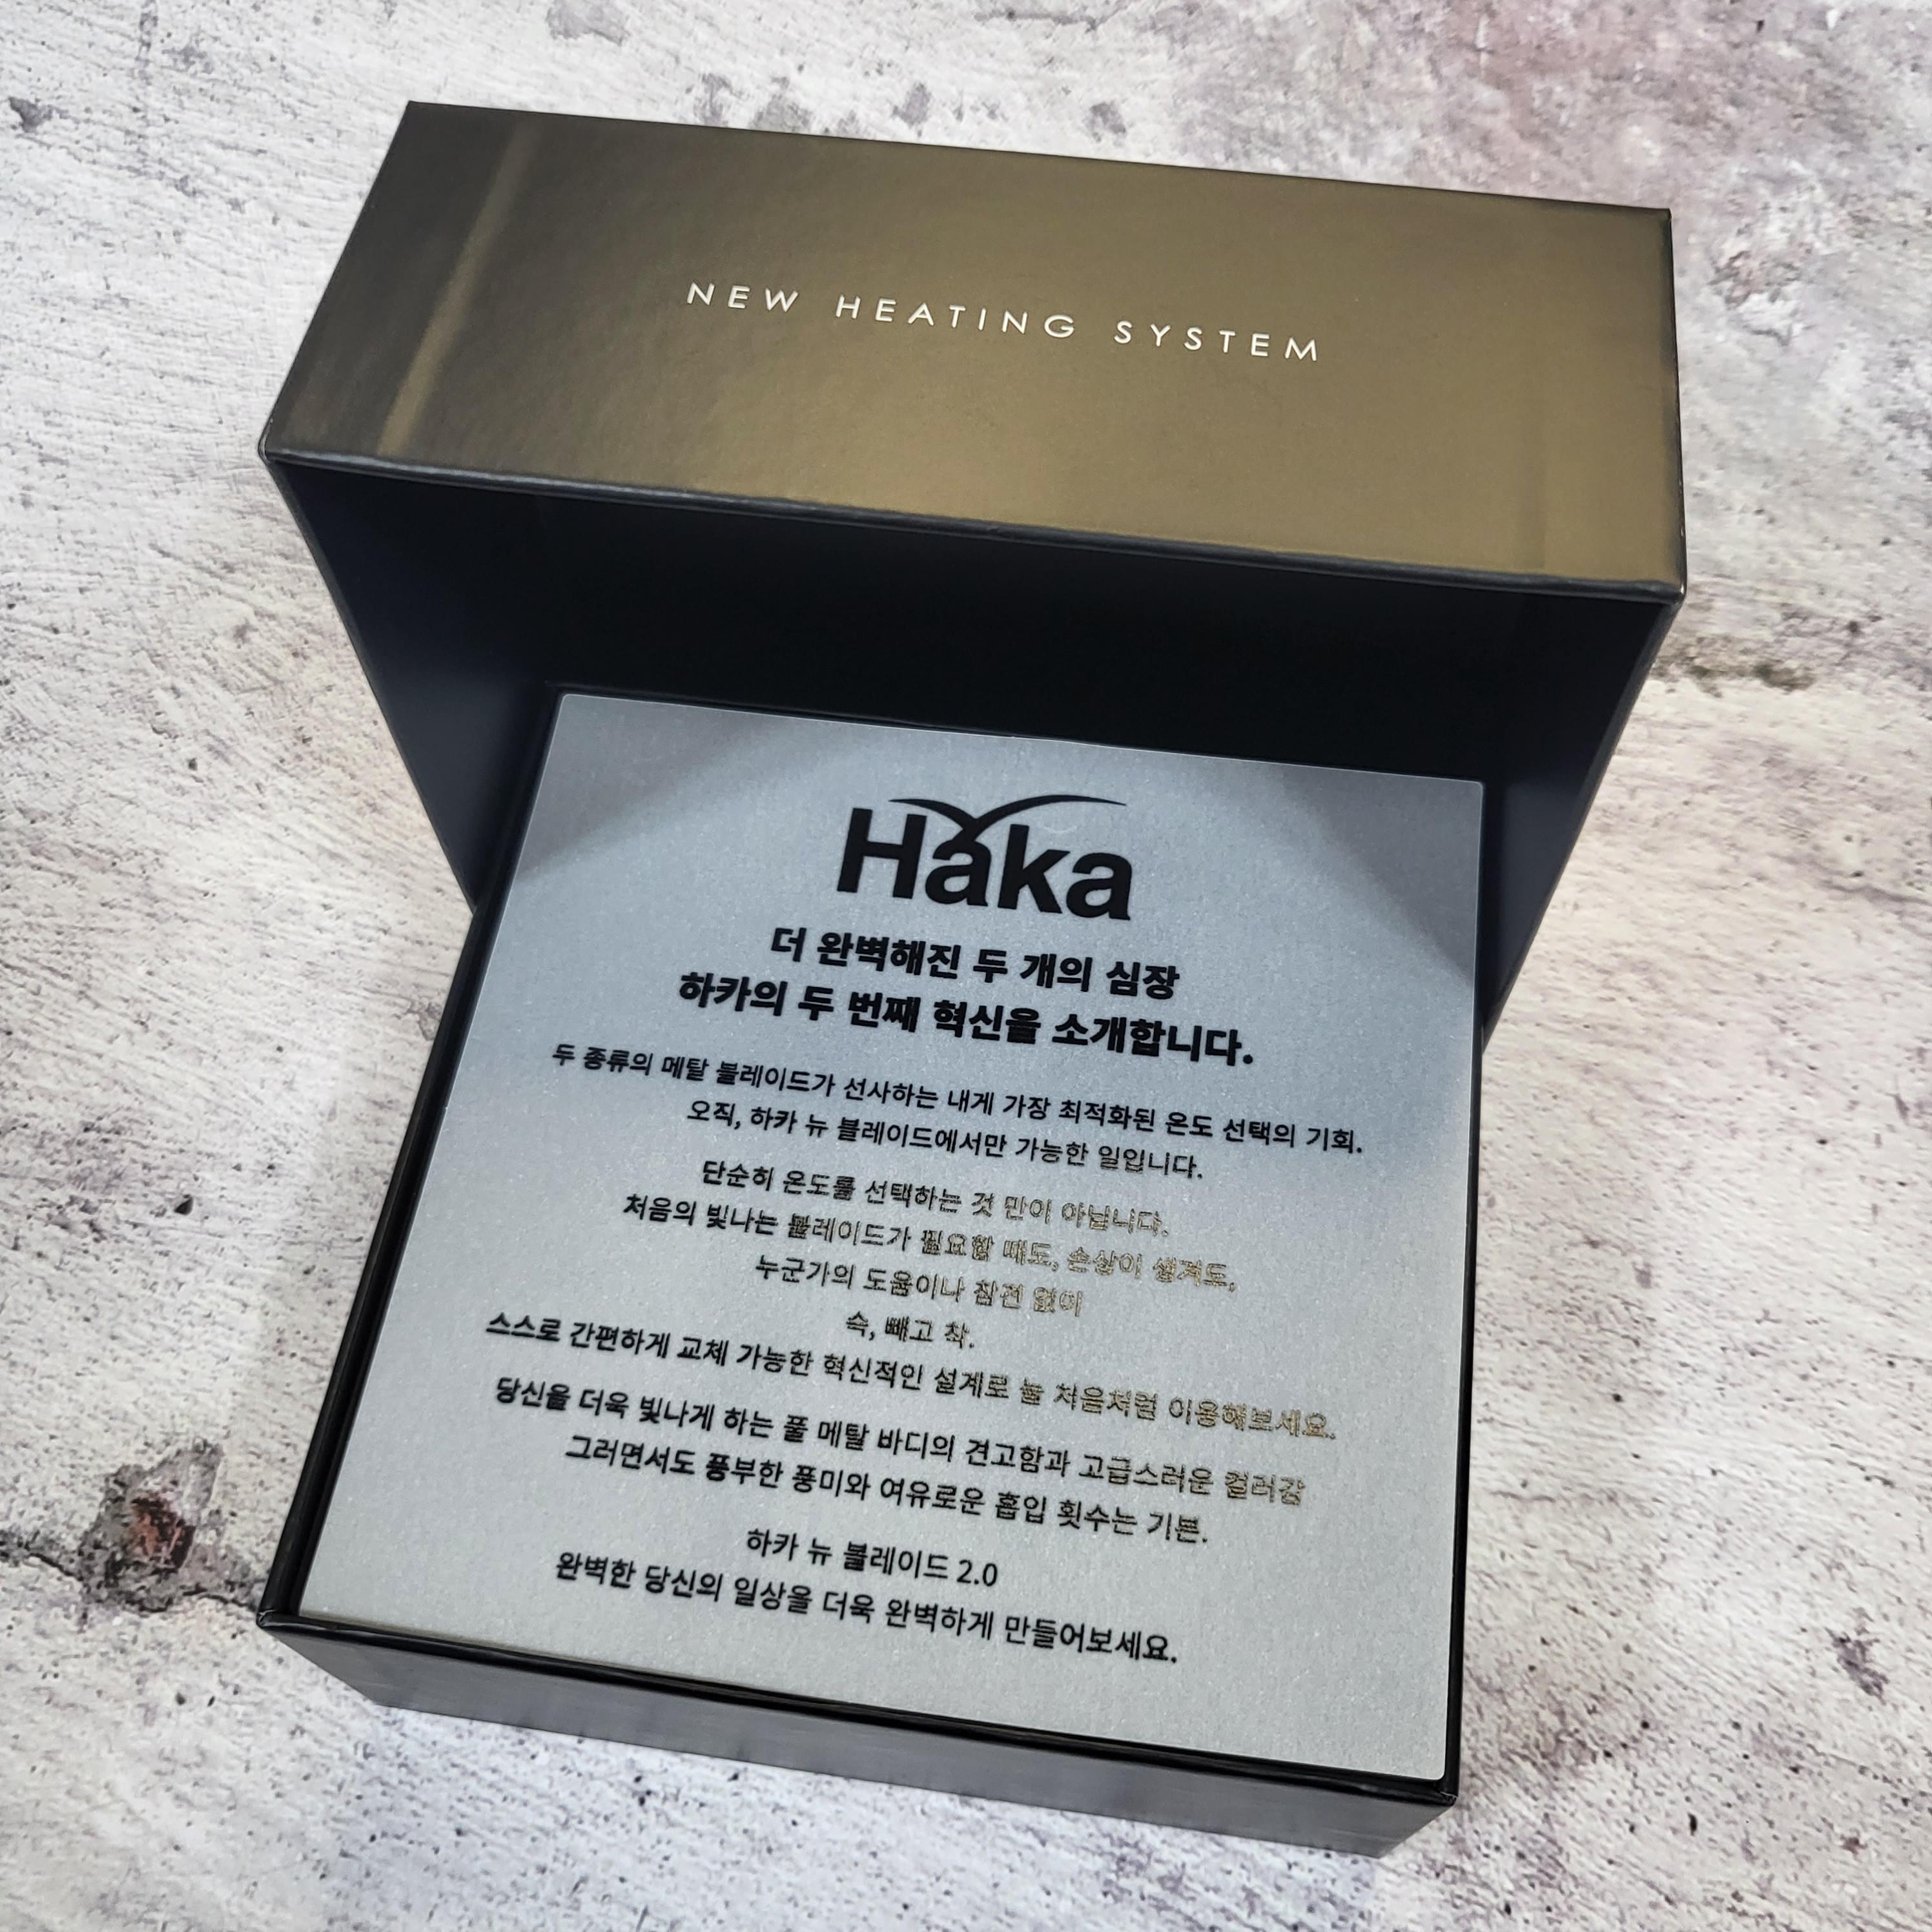 NEW HEATING SYSTEM
Haka
더 완벽해진 두 개의 심장
하카의 두 번째 혁신을 소개합니다.
두 종류의 메탈 블레이드가 선사하는 내게 가장 최적화된 온도 선택의 기회.
오직, 하카 뉴 블레이드에서만 가능한 일입니다.
단순히 온도를 선택하는 것 만이 아닙니다.
처음의 빛나는 블레이드가 필요할 때도, 손상이 생겨도,
누군가의 도움이나 참견 없이
슥, 빼고 착.
스스로 간편하게 교체 가능한 혁신적인 설계로 늘 처음처럼 이용해보세요.
당신을 더욱 빛나게 하는 풀 메탈 바디의 견고함과 고급스러운 컬러감
그러면서도 풍부한 풍미와 여유로운 흡입 횟수는 기본.
하카 뉴 블레이드 2.0
완벽한 당신의 일상을 더욱 완벽하게 만들어보세요.